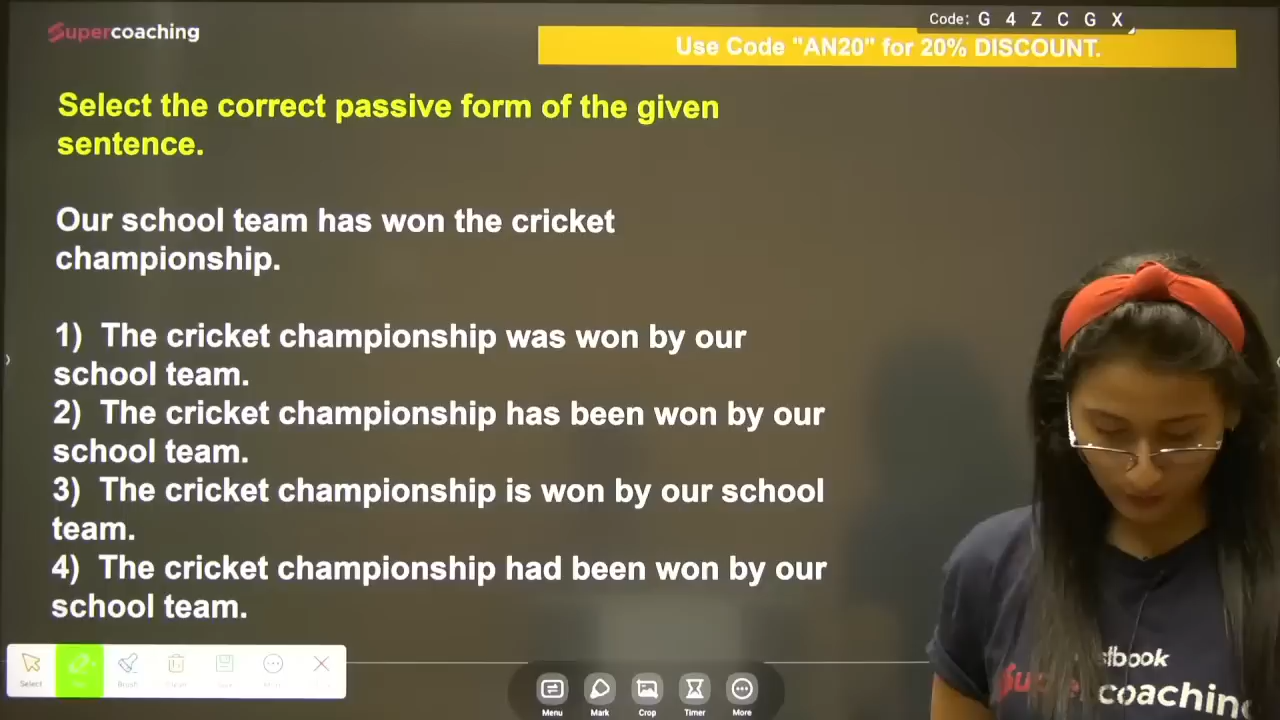 Supercoaching
Code: G 4 Z C G X
Use Code "AN20" for 20% DISCOUNT.
Select the correct passive form of the given
sentence.
Our school team has won the cricket
championship.
1) The cricket championship was won by our
school team.
2) The cricket championship has been won by our
school team.
3) The cricket championship is won by our school
team.
4) The cricket championship had been won by our
school team.
Select
Brush
Menu
Mark
Crop
Timer
More
coaching